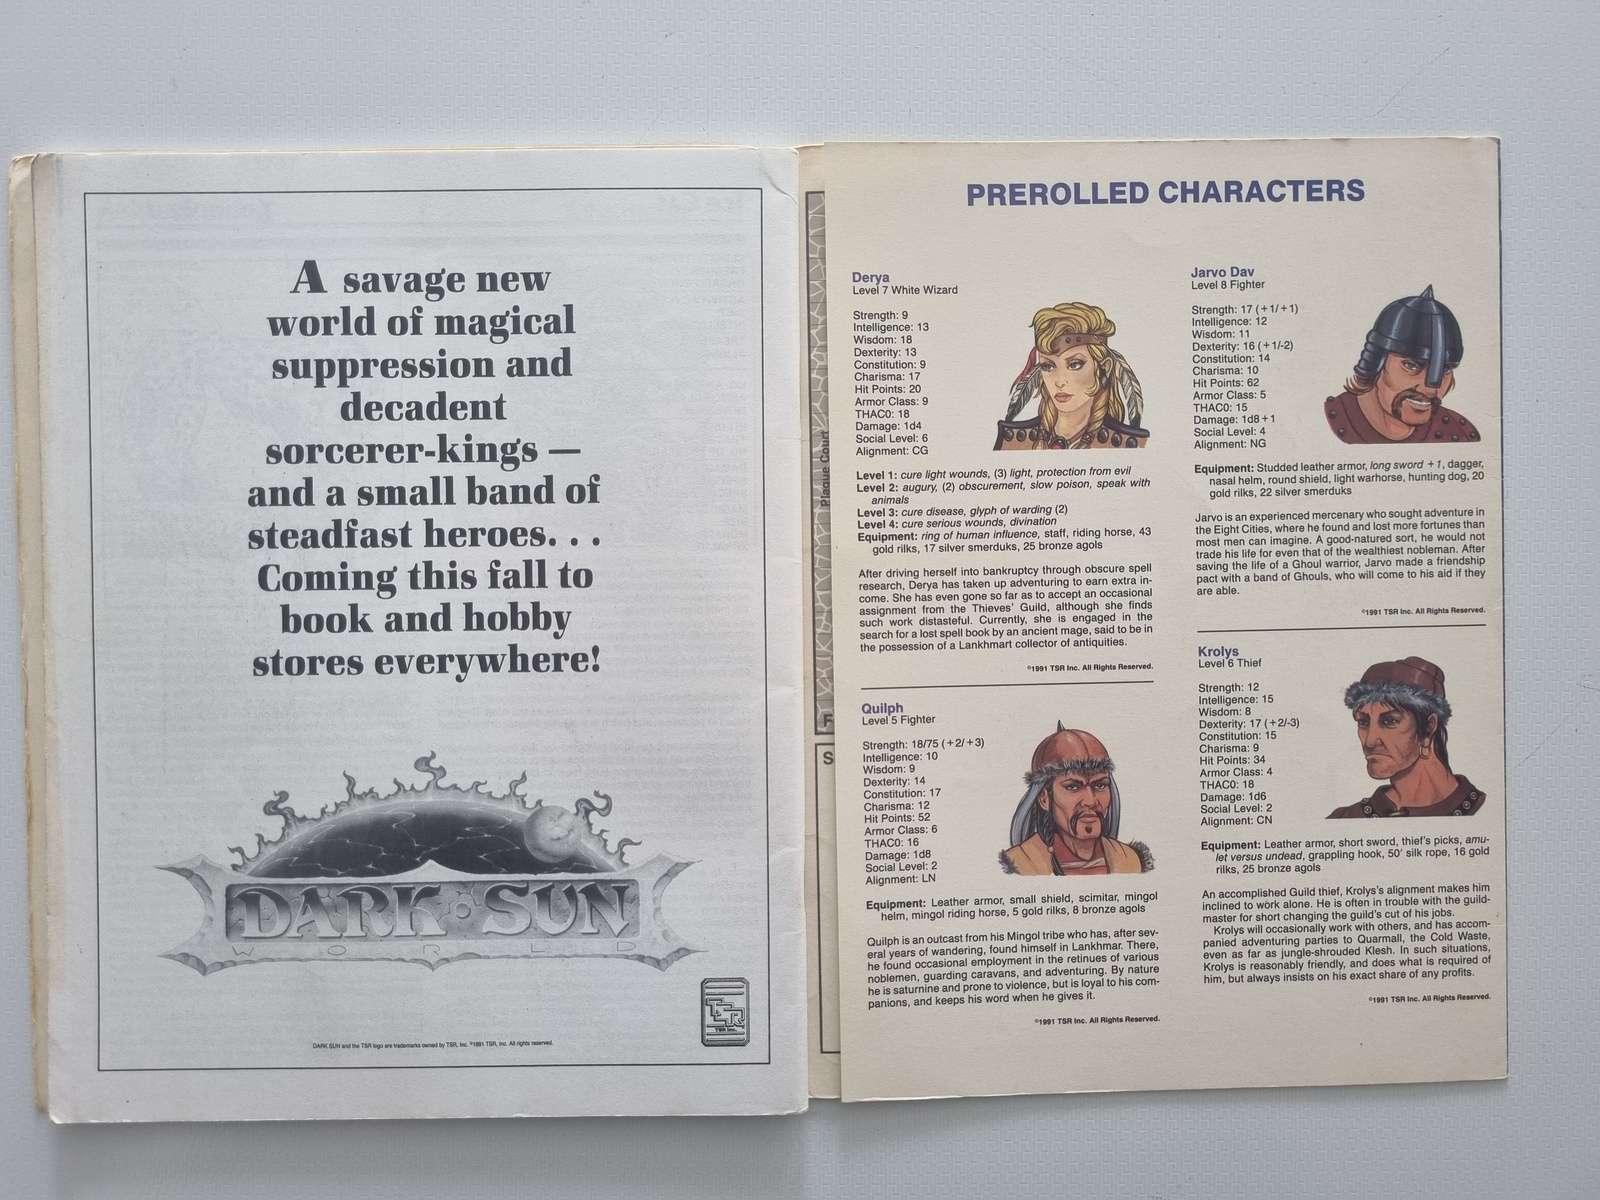 A savage new
world of magical
suppression and
decadent
sorcerer-kings —
and a small band of
steadfast heroes. . .
Coming this fall to
book and hobby
stores everywhere!
DARK SUN
WORLD
TSR
TSR Inc.
DARK SUN and the TSR logo are trademarks owned by TSR, Inc. ©1991 TSR, Inc. All rights reserved.
Plague Court
F
S
PREROLLED CHARACTERS
Derya
Level 7 White Wizard
Strength: 9
Intelligence: 13
Wisdom: 18
Dexterity: 13
Constitution: 9
Charisma: 17
Hit Points: 20
Armor Class: 9
THAC0: 18
Damage: 1d4
Social Level: 6
Alignment: CG
Level 1: cure light wounds, (3) light, protection from evil
Level 2: augury, (2) obscurement, slow poison, speak with
animals
Level 3: cure disease, glyph of warding (2)
Level 4: cure serious wounds, divination
Equipment: ring of human influence, staff, riding horse, 43
gold rilks, 17 silver smerduks, 25 bronze agols
After driving herself into bankruptcy through obscure spell
research, Derya has taken up adventuring to earn extra in-
come. She has even gone so far as to accept an occasional
assignment from the Thieves' Guild, although she finds
such work distasteful. Currently, she is engaged in the
search for a lost spell book by an ancient mage, said to be in
the possession of a Lankhmart collector of antiquities.
©1991 TSR Inc. All Rights Reserved.
Quilph
Level 5 Fighter
Strength: 18/75 (+2/+3)
Intelligence: 10
Wisdom: 9
Dexterity: 14
Constitution: 17
Charisma: 12
Hit Points: 52
Armor Class: 6
THAC0: 16
Damage: 1d8
Social Level: 2
Alignment: LN
Equipment: Leather armor, small shield, scimitar, mingol
helm, mingol riding horse, 5 gold rilks, 8 bronze agols
Quilph is an outcast from his Mingol tribe who has, after sev-
eral years of wandering, found himself in Lankhmar. There,
he found occasional employment in the retinues of various
noblemen, guarding caravans, and adventuring. By nature
he is saturnine and prone to violence, but is loyal to his com-
panions, and keeps his word when he gives it.
©1991 TSR Inc. All Rights Reserved.
Jarvo Dav
Level 8 Fighter
Strength: 17 (+1/+1)
Intelligence: 12
Wisdom: 11
Dexterity: 16 (+1/-2)
Constitution: 14
Charisma: 10
Hit Points: 62
Armor Class: 5
THAC0: 15
Damage: 1d8+1
Social Level: 4
Alignment: NG
Equipment: Studded leather armor, long sword +1, dagger,
nasal helm, round shield, light warhorse, hunting dog, 20
gold rilks, 22 silver smerduks
Jarvo is an experienced mercenary who sought adventure in
the Eight Cities, where he found and lost more fortunes than
most men can imagine. A good-natured sort, he would not
trade his life for even that of the wealthiest nobleman. After
saving the life of a Ghoul warrior, Jarvo made a friendship
pact with a band of Ghouls, who will come to his aid if they
are able.
©1991 TSR Inc. All Rights Reserved.
Krolys
Level 6 Thief
Strength: 12
Intelligence: 15
Wisdom: 8
Dexterity: 17 (+2/-3)
Constitution: 15
Charisma: 9
Hit Points: 34
Armor Class: 4
THAC0: 18
Damage: 1d6
Social Level: 2
Alignment: CN
Equipment: Leather armor, short sword, thief's picks, amu-
let versus undead, grappling hook, 50' silk rope, 16 gold
rilks, 25 bronze agols
An accomplished Guild thief, Krolys's alignment makes him
inclined to work alone. He is often in trouble with the guild-
master for short changing the guild's cut of his jobs.
Krolys will occasionally work with others, and has accom-
panied adventuring parties to Quarmall, the Cold Waste,
even as far as jungle-shrouded Klesh. In such situations,
Krolys is reasonably friendly, and does what is required of
him, but always insists on his exact share of any profits.
©1991 TSR Inc. All Rights Reserved.